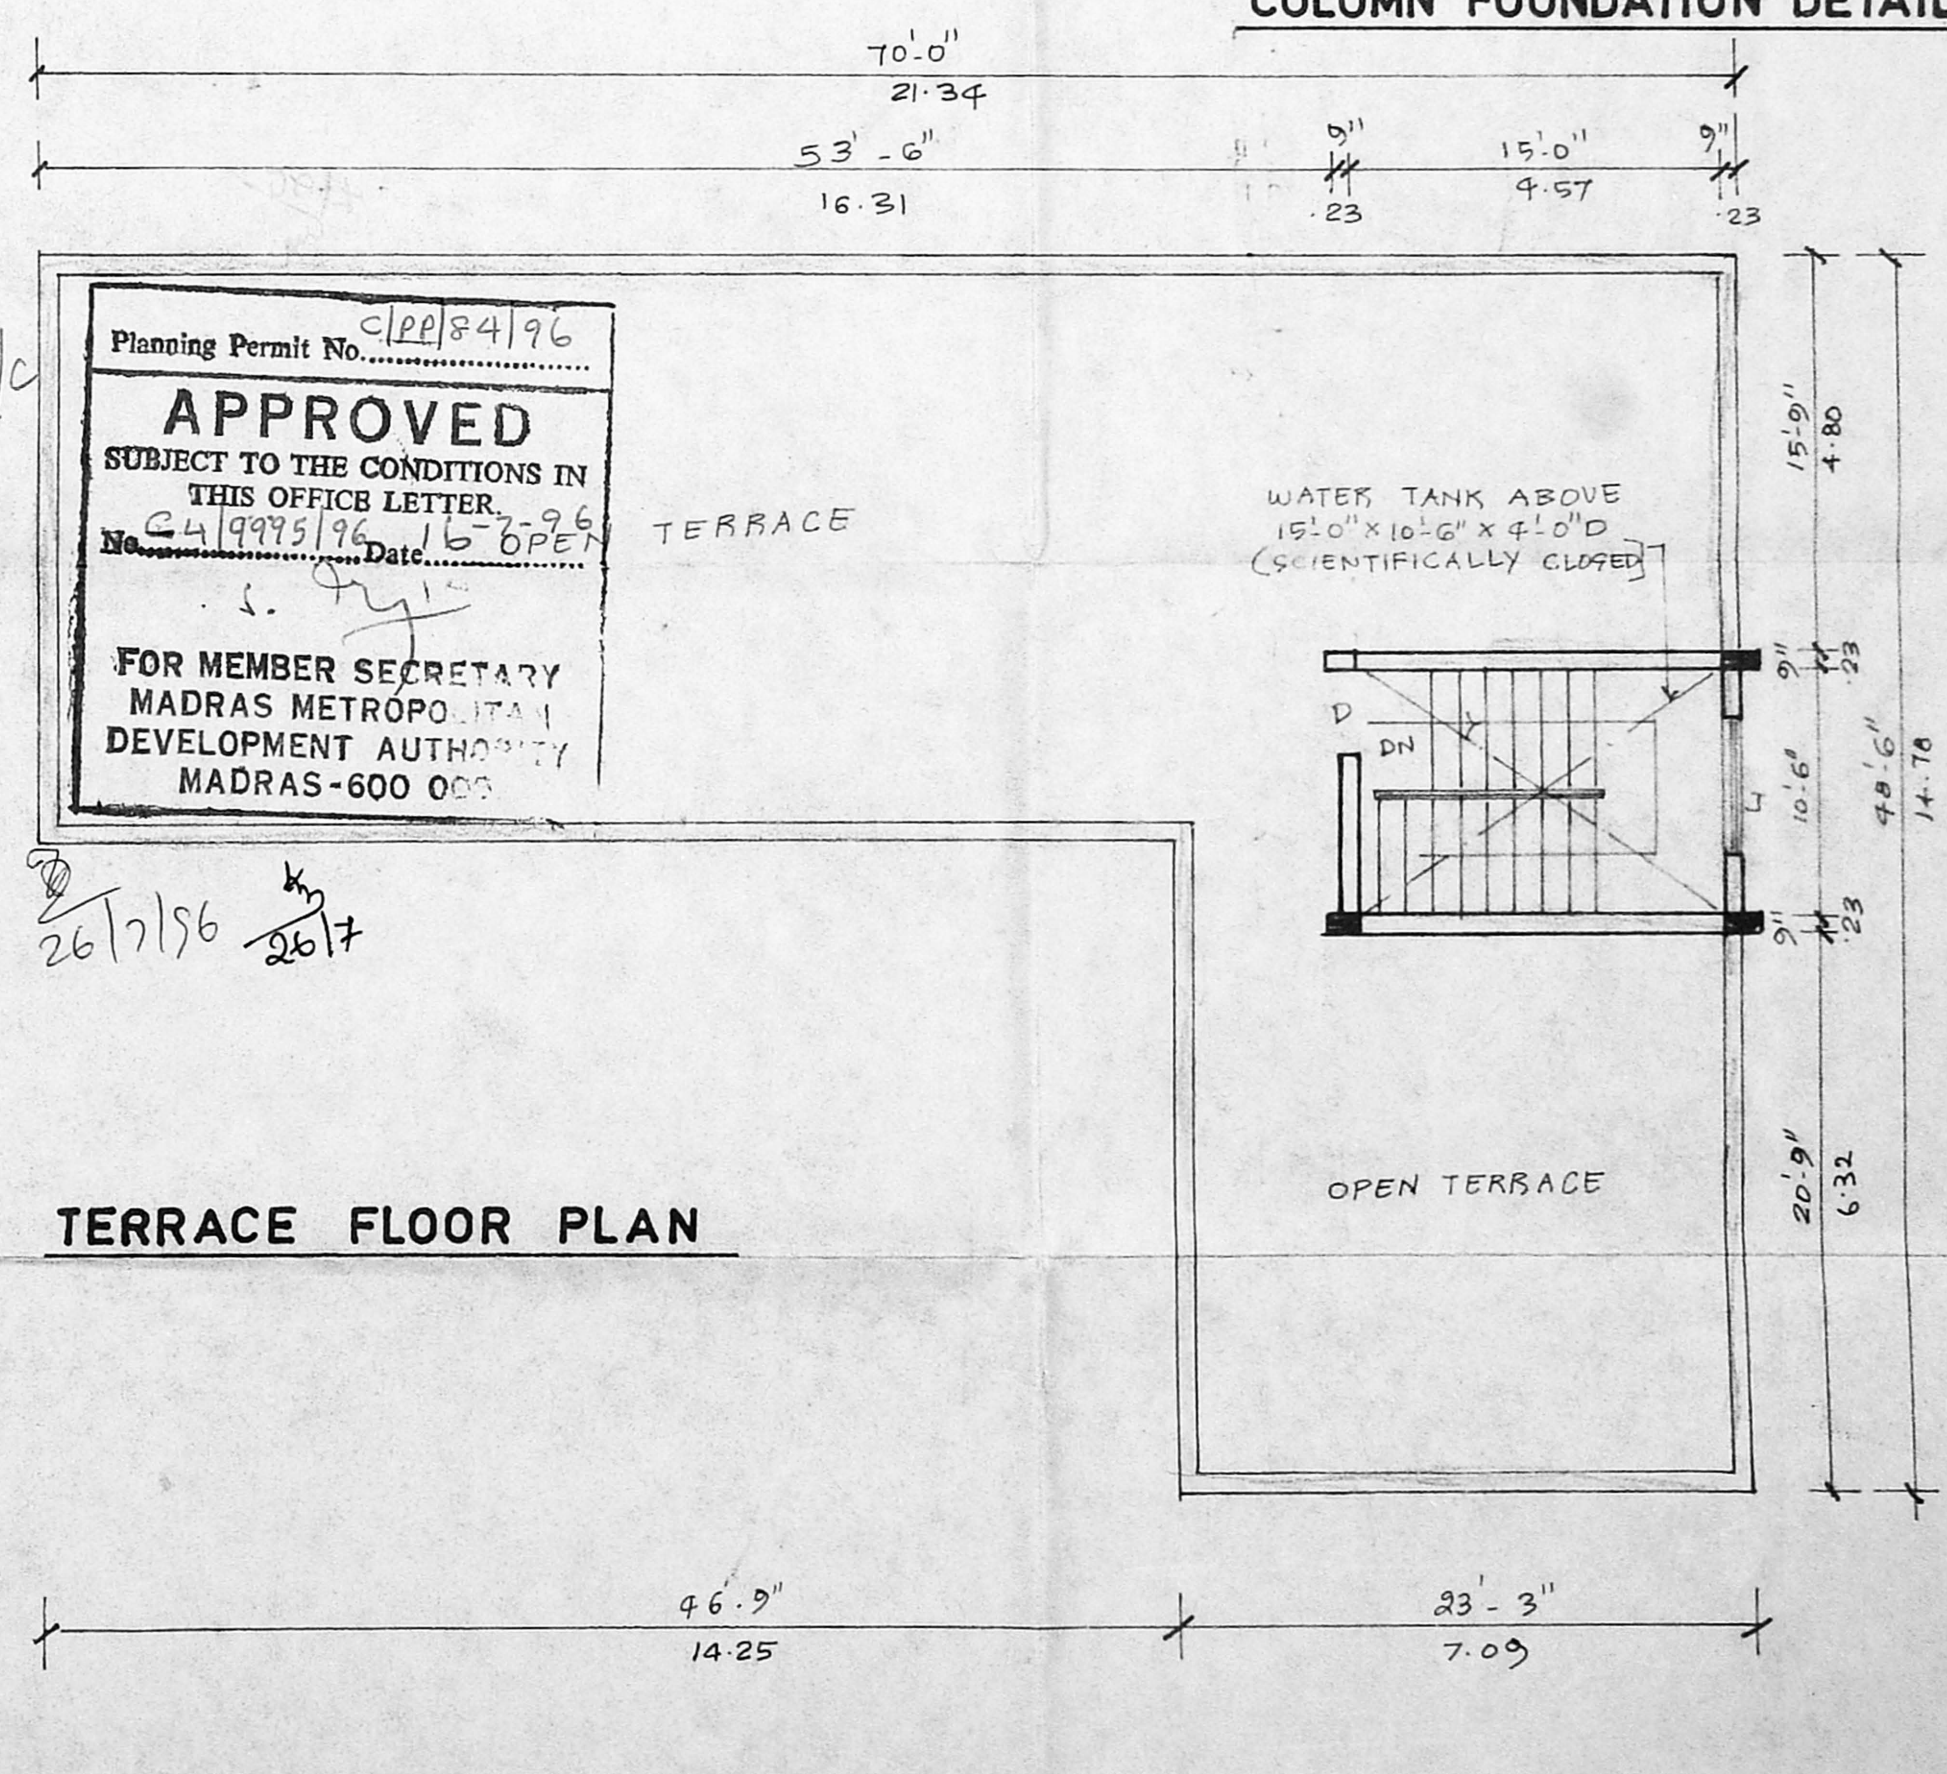 COLUMN FOUNDATION DETAIL
70'-0"
21.34
53'-6"
9"
15'-0"
9"
16.31
.23
4.57
.23
Planning Permit No. C/PP/84/96
APPROVED
SUBJECT TO THE CONDITIONS IN
THIS OFFICE LETTER.
No. C4/9995/96 Date 16-7-96
OPEN TERRACE
FOR MEMBER SECRETARY
MADRAS METROPOLITAN
DEVELOPMENT AUTHORITY
MADRAS-600 00
26/7/96
26/7
WATER TANK ABOVE
15'-0" X 10'-6" X 4'-0"D
(SCIENTIFICALLY CLOSED)
D
DN
15'-9"
4.80
9"
.23
10'-6"
48'-6"
14.78
9"
.23
20'-9"
6.32
OPEN TERRACE
TERRACE FLOOR PLAN
46'.9"
14.25
23'-3"
7.09